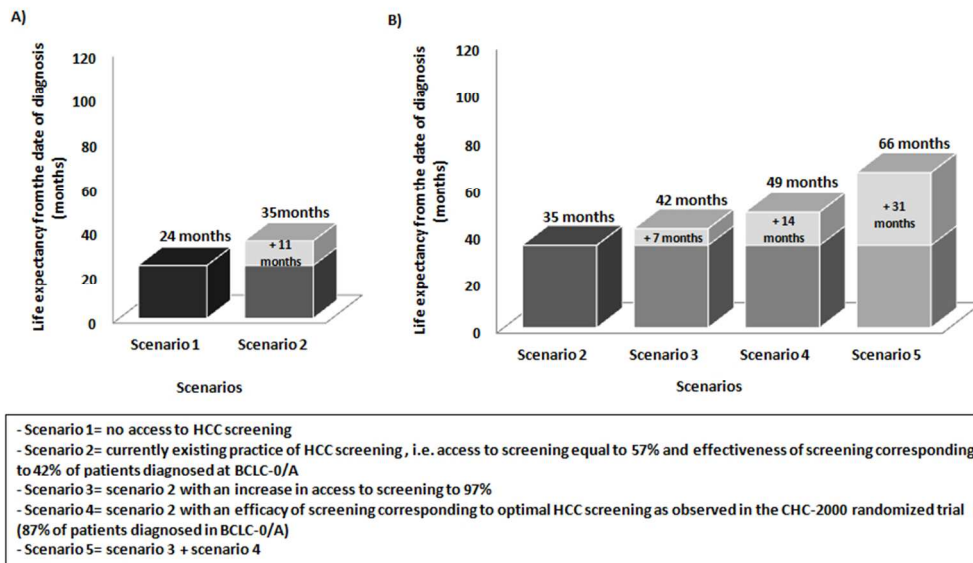 A)
Life expectancy fromthe date of diagnosis
(months)
120
100
80
60
40
20
0
24 months
35months
+ 11
months
Scenario 1
Scenario 2
Scenarios
B)
Life expectancy from the date of diagnosis
(months)
120
100
80
60
40
20
0
35 months
42 months
+ 7 months
49 months
+ 14
months
66 months
+ 31
months
Scenario 2
Scenario 3
Scenario 4
Scenario 5
Scenarios
- Scenario 1= no access to HCC screening
- Scenario 2= currently existing practice of HCC screening , i.e. access to screening equal to 57% and effectiveness of screening corresponding
to 42% of patients diagnosed at BCLC-0/A
- Scenario 3= scenario 2 with an increase in access to screening to 97%
- Scenario 4= scenario 2 with an efficacy of screening corresponding to optimal HCC screening as observed in the CHC-2000 randomized trial
(87% of patients diagnosed in BCLC-0/A)
- Scenario 5= scenario 3 + scenario 4